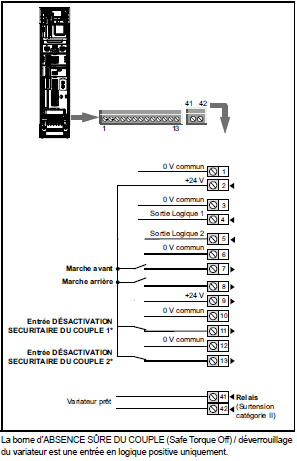 41 42
1 13
0 V commun 1
+24 V 2
0 V commun 3
Sortie Logique 1 4
Sortie Logique 2 5
0 V commun 6
Marche avant 7
Marche arrière 8
+24 V 9
0 V commun 10
Entrée DÉSACTIVATION
SECURITAIRE DU COUPLE 1* 11
0 V commun 12
Entrée DÉSACTIVATION
SECURITAIRE DU COUPLE 2* 13
Variateur prêt 41 Relais
42 (Surtension
catégorie II)
La borne d'ABSENCE SÛRE DU COUPLE (Safe Torque Off) / déverrouillage
du variateur est une entrée en logique positive uniquement.